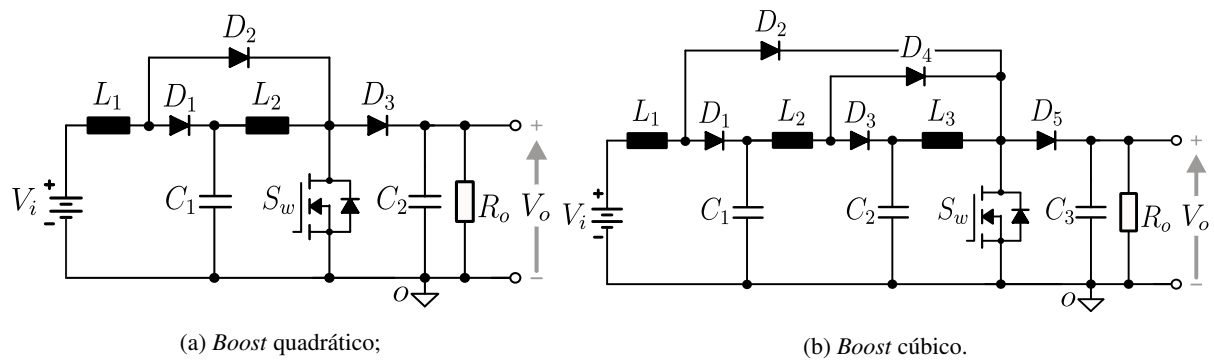 D2
L1 D1 L2 D3
+
Vi
+
-
C1
Sw
C2
Ro
Vo
o
-
(a) Boost quadrático;
D2
D4
L1 D1 L2 D3 L3 D5
+
Vi
+
-
C1
C2
Sw
C3
Ro
Vo
o
-
(b) Boost cúbico.